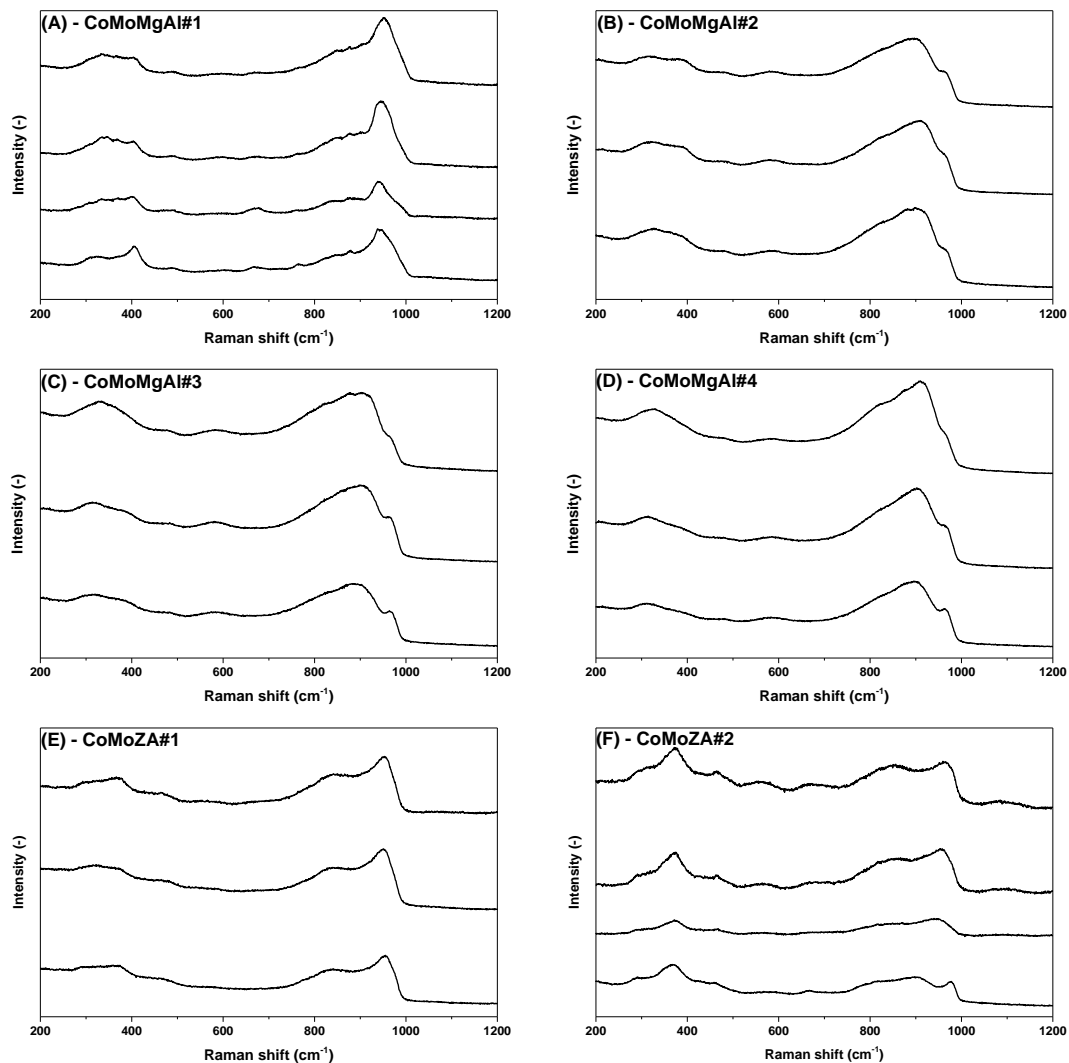 (A) - CoMoMgAl#1
Intensity (-)
200 400 600 800 1000 1200
Raman shift (cm-1)
(B) - CoMoMgAl#2
Intensity (-)
200 400 600 800 1000 1200
Raman shift (cm-1)
(C) - CoMoMgAl#3
Intensity (-)
200 400 600 800 1000 1200
Raman shift (cm-1)
(D) - CoMoMgAl#4
Intensity (-)
200 400 600 800 1000 1200
Raman shift (cm-1)
(E) - CoMoZA#1
Intensity (-)
200 400 600 800 1000 1200
Raman shift (cm-1)
(F) - CoMoZA#2
Intensity (-)
200 400 600 800 1000 1200
Raman shift (cm-1)